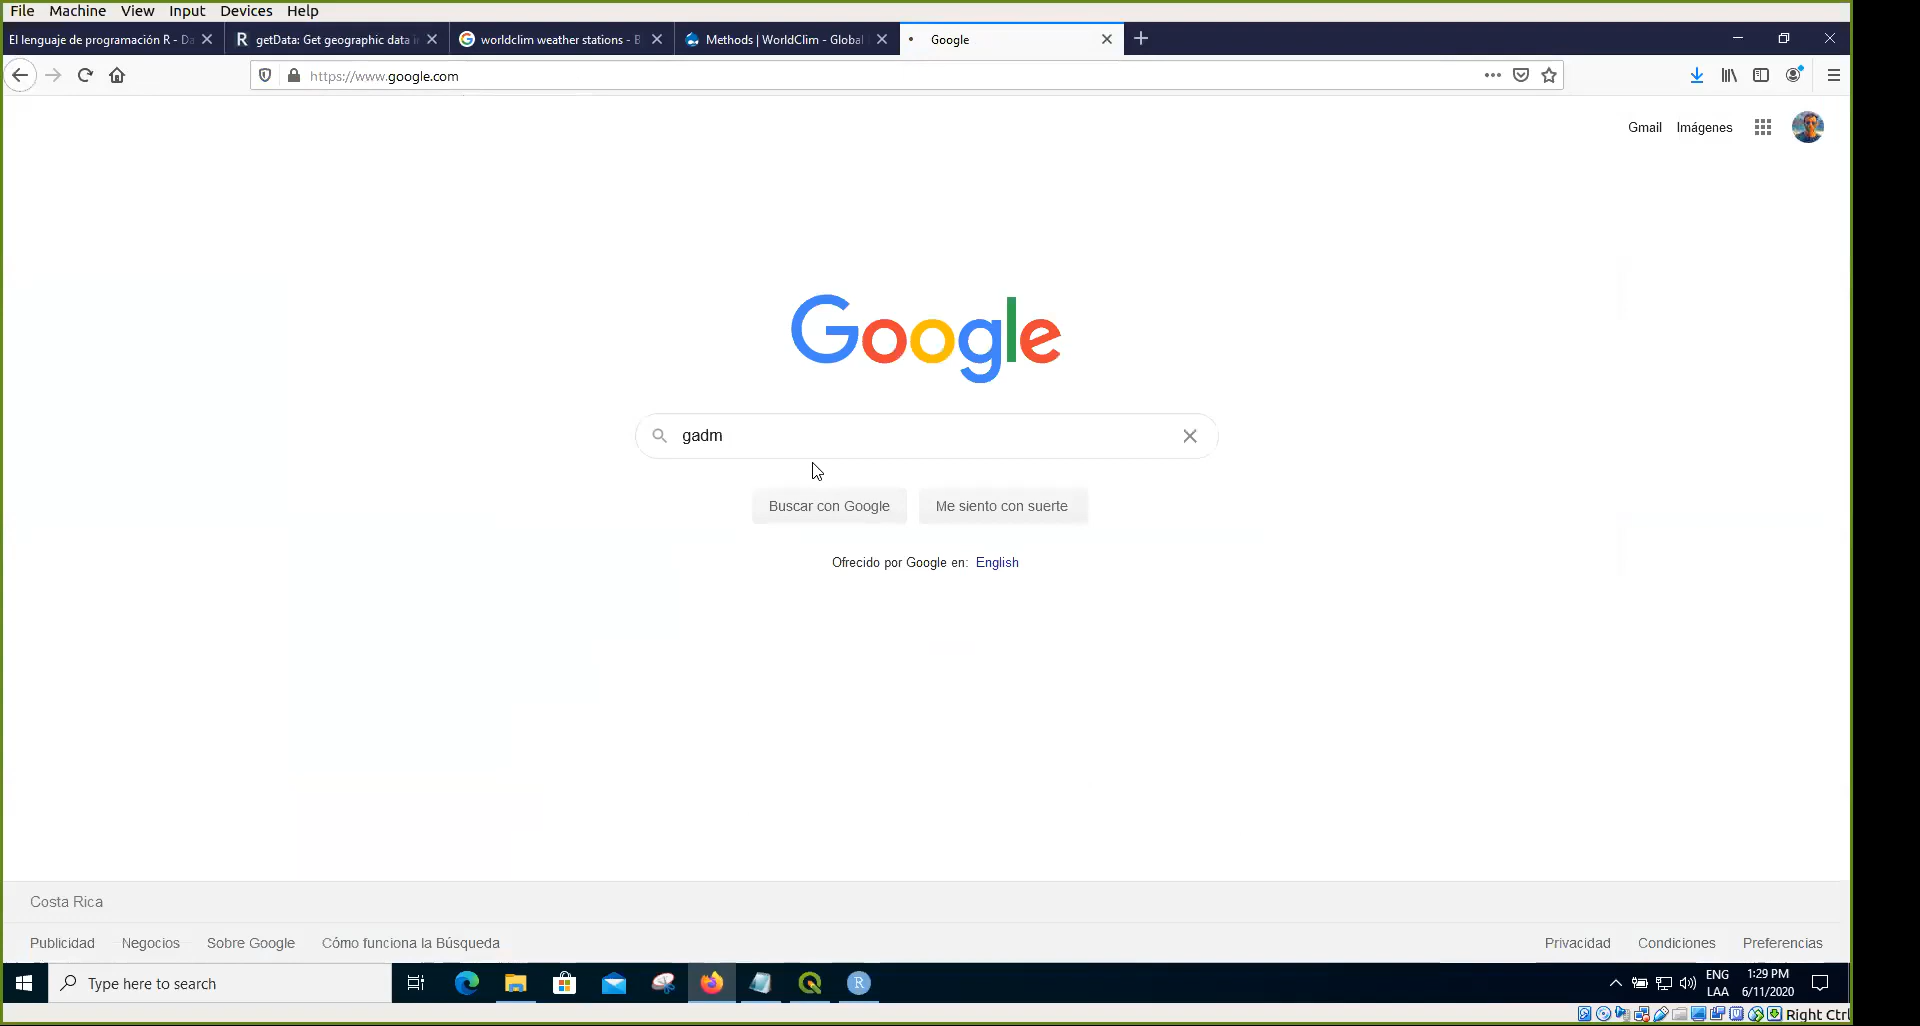 File Machine View Input Devices Help
El lenguaje de programación R - Da
getData: Get geographic data i
worldclim weather stations - B
Methods | WorldClim - Global
Google
https://www.google.com
Gmail Imágenes
Google
gadm
Buscar con Google Me siento con suerte
Ofrecido por Google en: English
Costa Rica
Publicidad Negocios Sobre Google Cómo funciona la Búsqueda
Privacidad Condiciones Preferencias
Type here to search
ENG
LAA
1:29 PM
6/11/2020
Right Ctrl